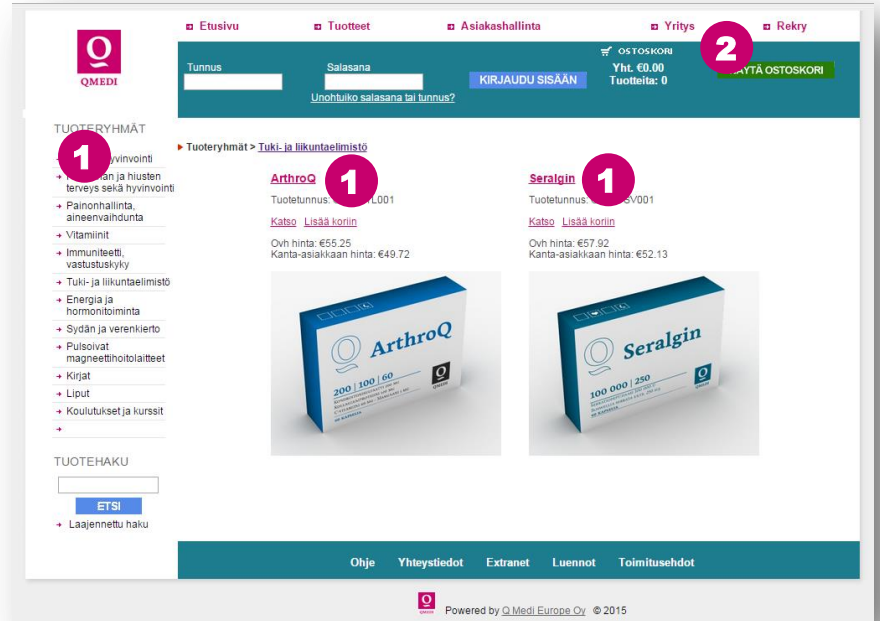 Etusivu
Tuotteet
Asiakashallinta
Yritys
Rekry
2
Q
QMEDI
OSTOSKORI
Tunnus
Salasana
KIRJAUDU SISÄÄN
Yht. €0.00
Tuotteita: 0
OSTOSKORI
Unohtuiko salasana tai tunnus?
TUOTERYHMÄT
1
hiusten
terveys sekä hyvinvointi
Painonhallinta,
aineenvaihdunta
Vitamiinit
Immuniteetti,
vastustuskyky
Tuki- ja liikuntaelimistö
Energia ja
hormonitoiminta
Sydän ja verenkierto
Pulsoivat
magneettihoitolaitteet
Kirjat
Liput
Koulutukset ja kurssit
TUOTEHAKU
ETSI
Laajennettu haku
Tuoteryhmät > Tuki- ja liikuntaelimistö
ArthroQ
1
Tuotetunnus:
Katso Lisää koriin
Ovh hinta: €55.25
Kanta-asiakkaan hinta: €49.72
ArthroQ
200 | 100 | 60
Q
QMEDI
Seralgin
1
Tuotetunnus:
Katso Lisää koriin
Ovh hinta: €57.92
Kanta-asiakkaan hinta: €52.13
Seralgin
100 000 | 250
Q
QMEDI
Ohje
Yhteystiedot
Extranet
Luennot
Toimitusehdot
Q
Powered by Q Medi Europe Oy © 2015